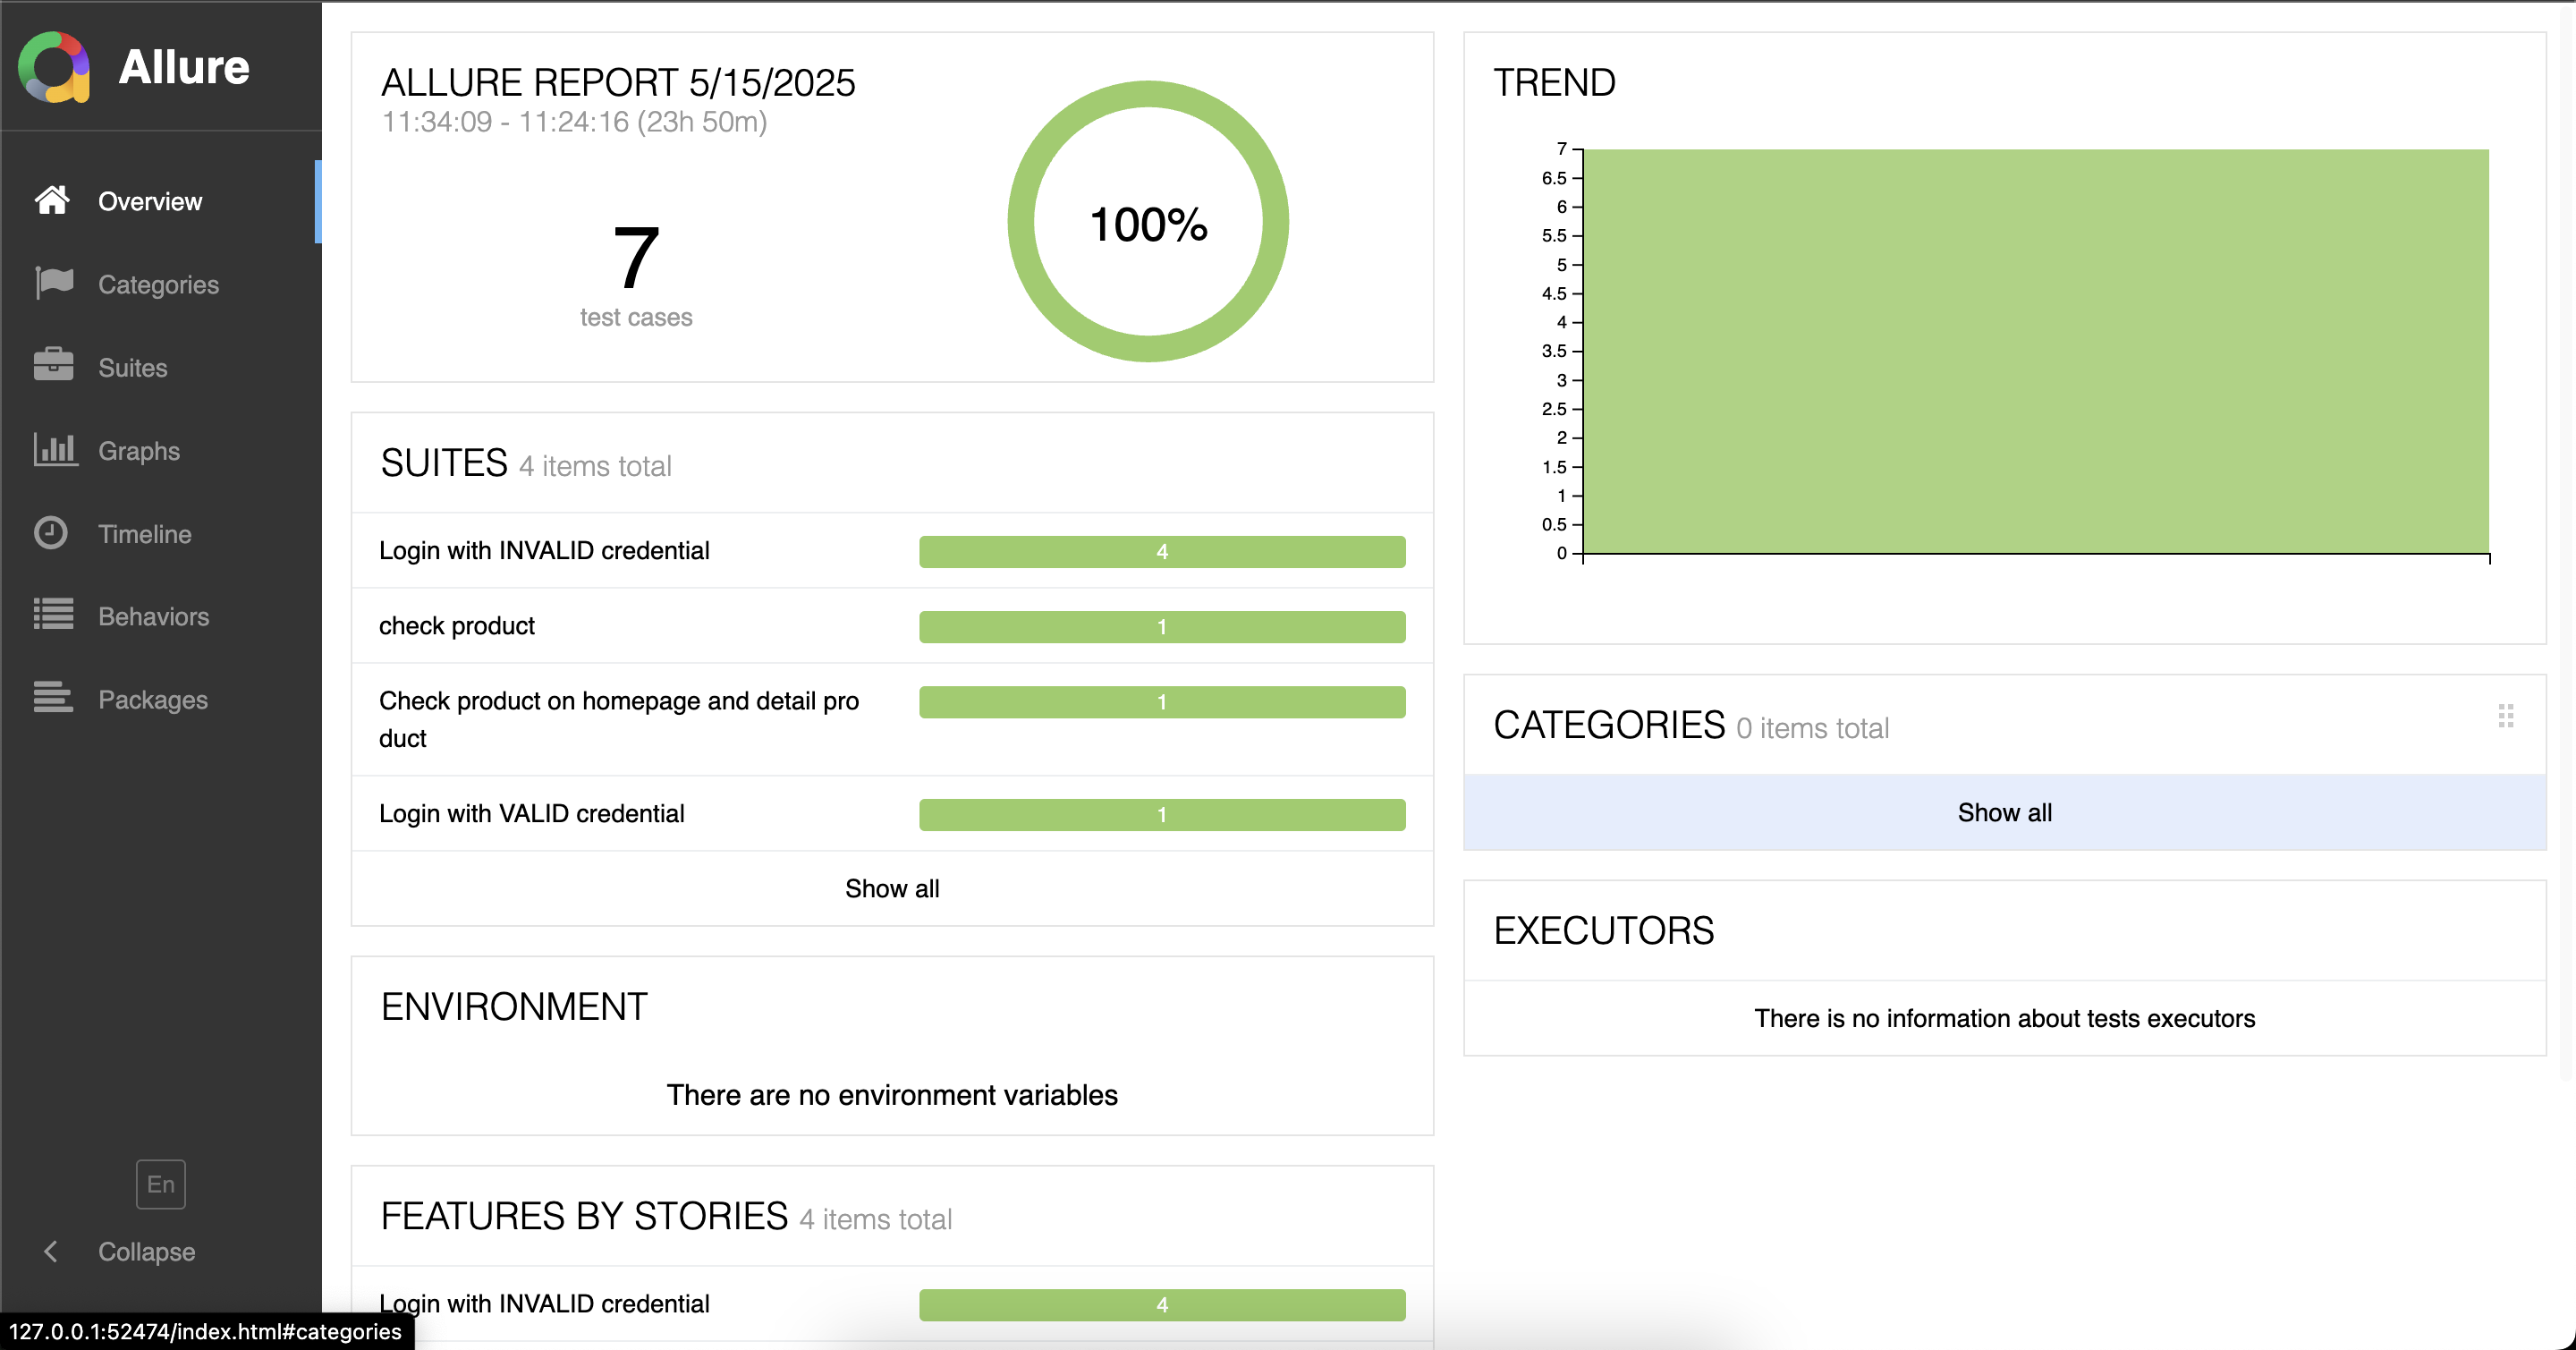 Allure
Overview
Categories
Suites
Graphs
Timeline
Behaviors
Packages
En
Collapse
127.0.0.1:52474/index.html#categories
ALLURE REPORT 5/15/2025
11:34:09 - 11:24:16 (23h 50m)
7
test cases
100%
SUITES 4 items total
Login with INVALID credential 4
check product 1
Check product on homepage and detail pro 1
duct
Login with VALID credential 1
Show all
ENVIRONMENT
There are no environment variables
FEATURES BY STORIES 4 items total
Login with INVALID credential 4
TREND
7
6.5
6
5.5
5
4.5
4
3.5
3
2.5
2
1.5
1
0.5
0
CATEGORIES 0 items total
Show all
EXECUTORS
There is no information about tests executors